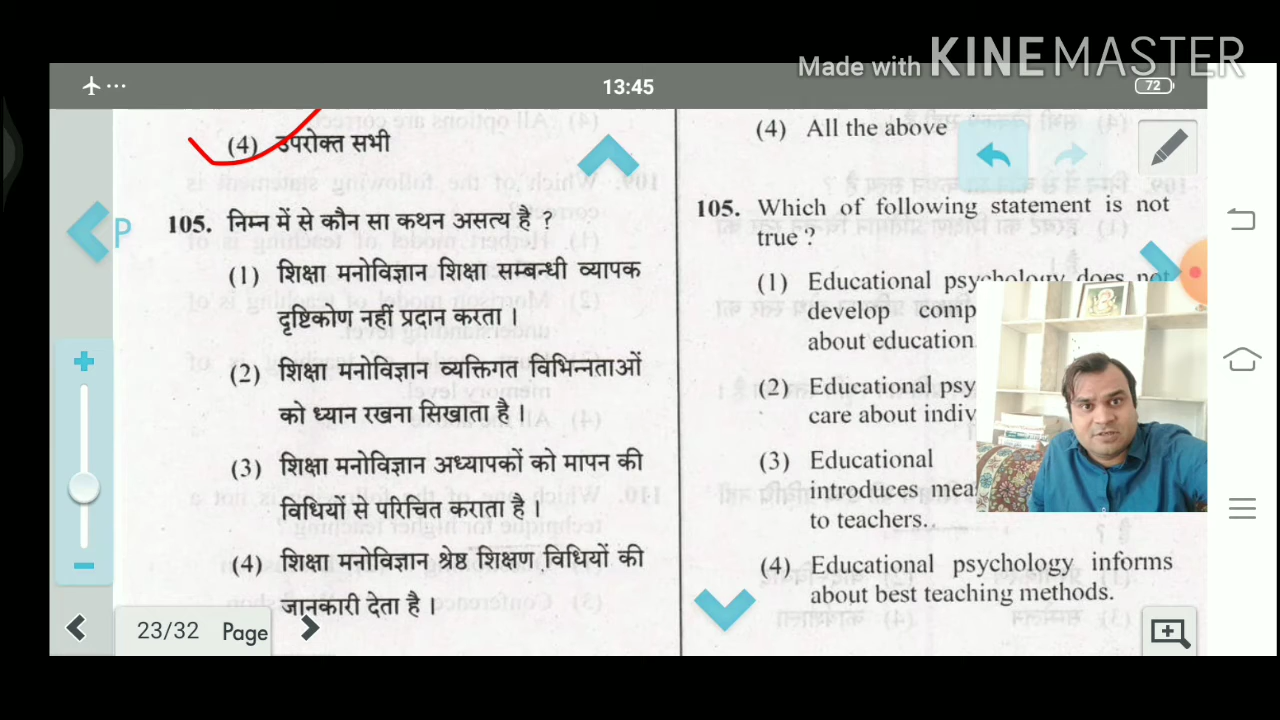 Made with KINEMASTER
13:45
72
(4) उपरोक्त सभी
105. निम्न में से कौन सा कथन असत्य है ?
(1) शिक्षा मनोविज्ञान शिक्षा सम्बन्धी व्यापक
दृष्टिकोण नहीं प्रदान करता ।
(2) शिक्षा मनोविज्ञान व्यक्तिगत विभिन्नताओं
को ध्यान रखना सिखाता है ।
(3) शिक्षा मनोविज्ञान अध्यापकों को मापन की
विधियों से परिचित कराता है ।
(4) शिक्षा मनोविज्ञान श्रेष्ठ शिक्षण विधियों की
जानकारी देता है ।
(4) All the above
105. Which of following statement is not
true ?
(1) Educational psychology does not
develop comp
about education.
(2) Educational psy
care about indiv
(3) Educational
introduces mea
to teachers..
(4) Educational psychology informs
about best teaching methods.
P
23/32 Page